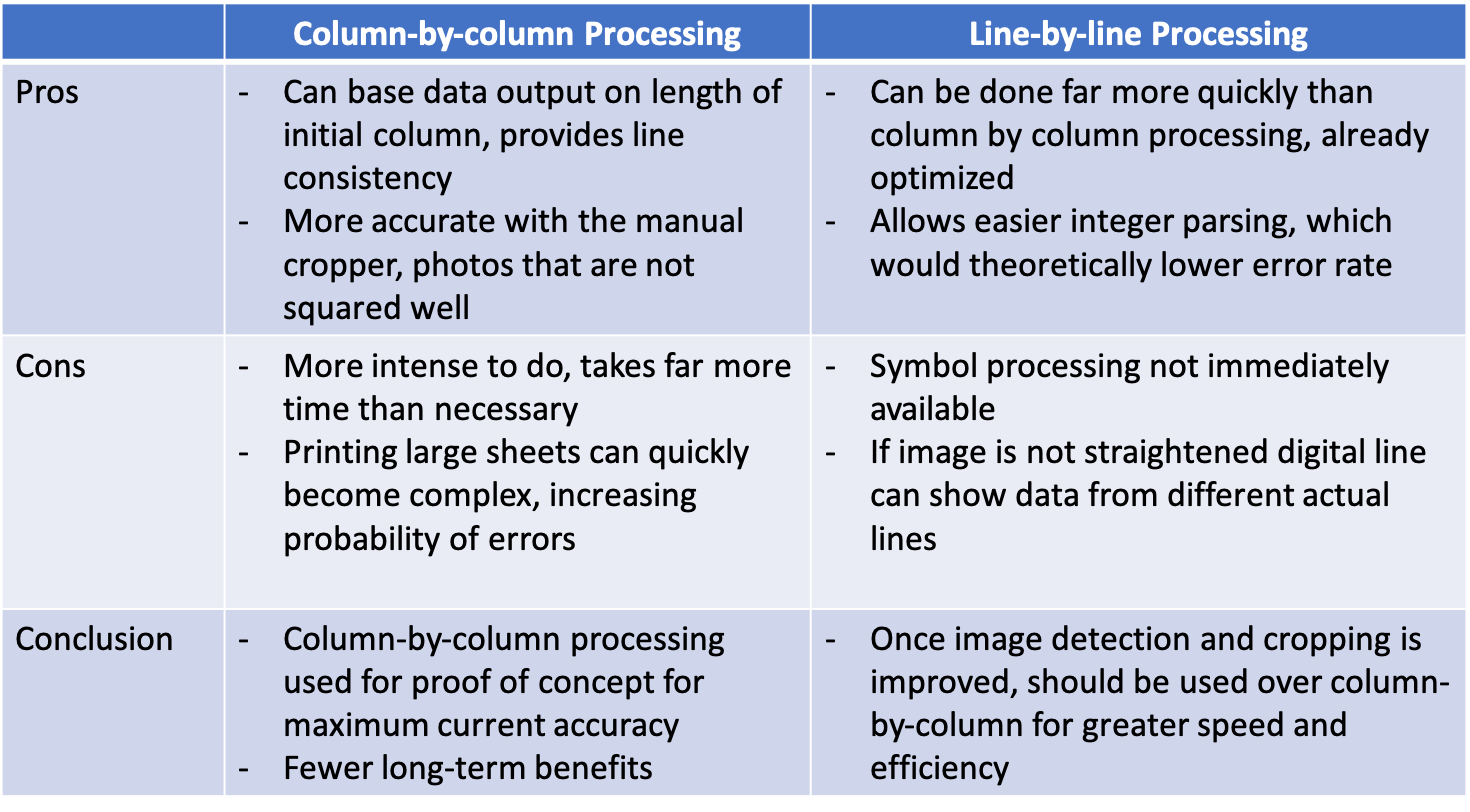 Column-by-column Processing
Line-by-line Processing
Pros
- Can base data output on length of
initial column, provides line
consistency
- More accurate with the manual
cropper, photos that are not
squared well
- Can be done far more quickly than
column by column processing, already
optimized
- Allows easier integer parsing, which
would theoretically lower error rate
Cons
- More intense to do, takes far more
time than necessary
- Printing large sheets can quickly
become complex, increasing
probability of errors
- Symbol processing not immediately
available
- If image is not straightened digital line
can show data from different actual
lines
Conclusion
- Column-by-column processing
used for proof of concept for
maximum current accuracy
- Fewer long-term benefits
- Once image detection and cropping is
improved, should be used over column-
by-column for greater speed and
efficiency